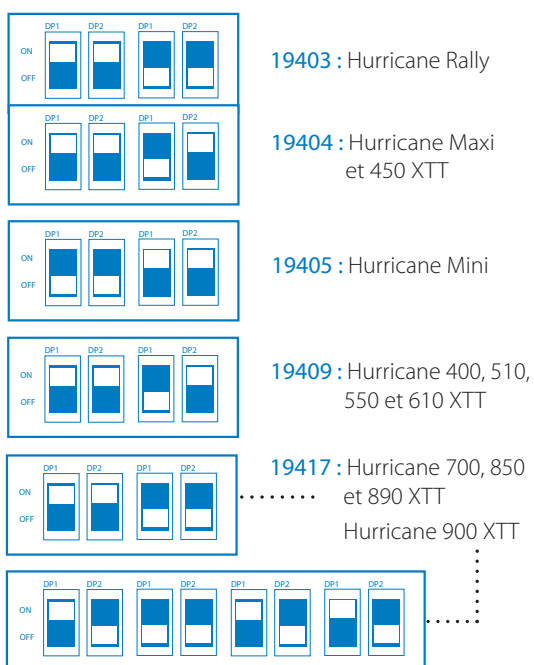 DP1 DP2 DP1 DP2
ON
OFF
19403 : Hurricane Rally
DP1 DP2 DP1 DP2
ON
OFF
19404 : Hurricane Maxi
et 450 XTT
DP1 DP2 DP1 DP2
ON
OFF
19405 : Hurricane Mini
DP1 DP2 DP1 DP2
ON
OFF
19409 : Hurricane 400, 510,
550 et 610 XTT
DP1 DP2 DP1 DP2
ON
OFF
19417 : Hurricane 700, 850
et 890 XTT
Hurricane 900 XTT
DP1 DP2 DP1 DP2 DP1 DP2 DP1 DP2
ON
OFF